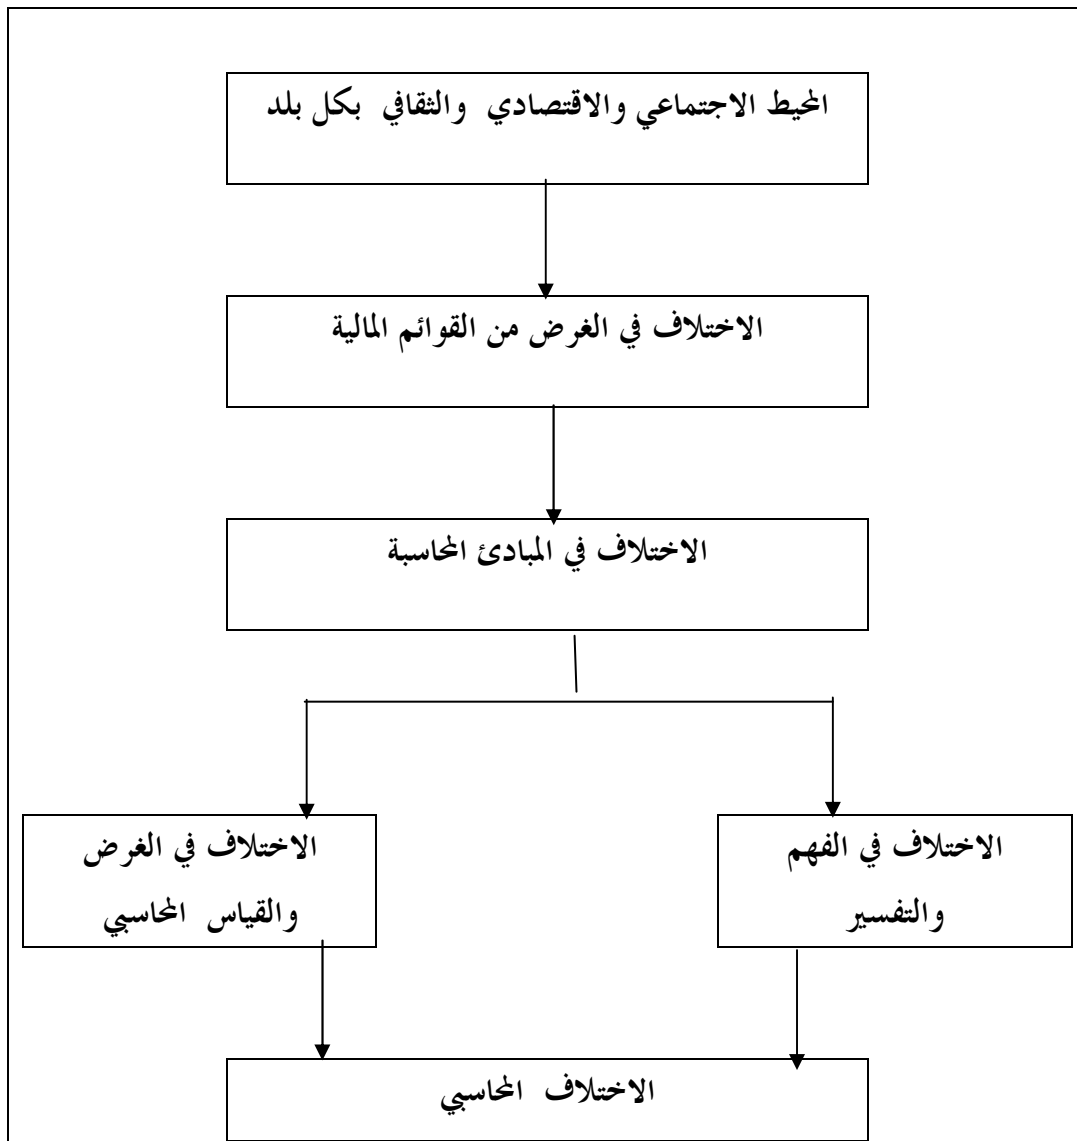 المحيط الاجتماعي والاقتصادي والثقافي بكل بلد
الاختلاف في الغرض من القوائم المالية
الاختلاف في المبادئ المحاسبة
الاختلاف في الفهم
والتفسير
الاختلاف في الغرض
والقياس المحاسبي
الاختلاف المحاسبي